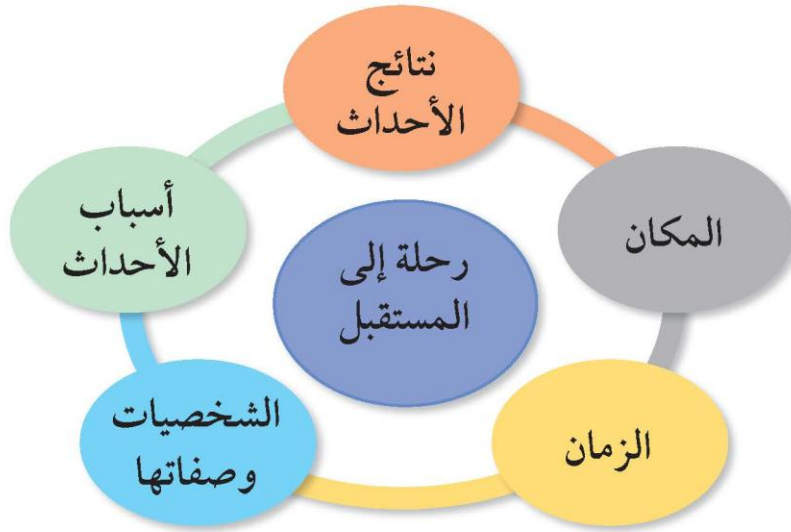 نتائج
الأحداث
المكان
أسباب
الأحداث
رحلة إلى
المستقبل
الزمان
الشخصيات
وصفاتها